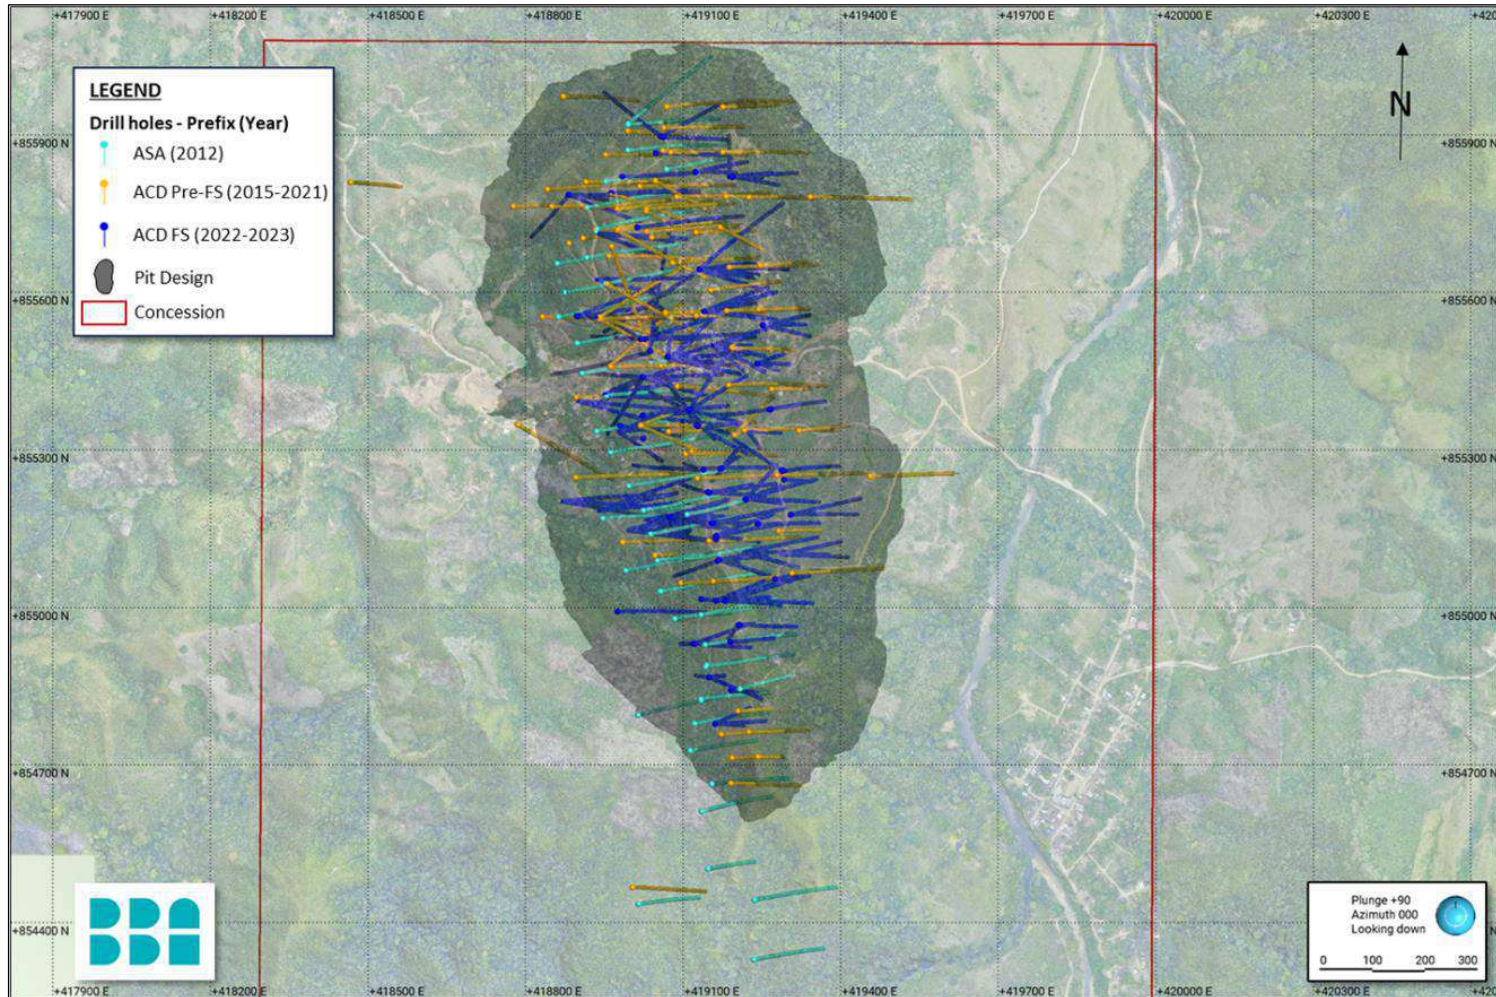 +417900 E
+418200 E
+418500 E
+418800 E
+419100 E
+419400 E
+419700 E
+420000 E
+420300 E
LEGEND
Drill holes - Prefix (Year)
ASA (2012)
ACD Pre-FS (2015-2021)
ACD FS (2022-2023)
Pit Design
Concession
N
+855900 N
+855900 N
+855600 N
+855600 N
+855300 N
+855300 N
+855000 N
+855000 N
+854700 N
+854700 N
+854400 N
BBA
Plunge +90
Azimuth 000
Looking down
0 100 200 300
+417900 E
+418200 E
+418500 E
+418800 E
+419100 E
+419400 E
+419700 E
+420000 E
+420300 E